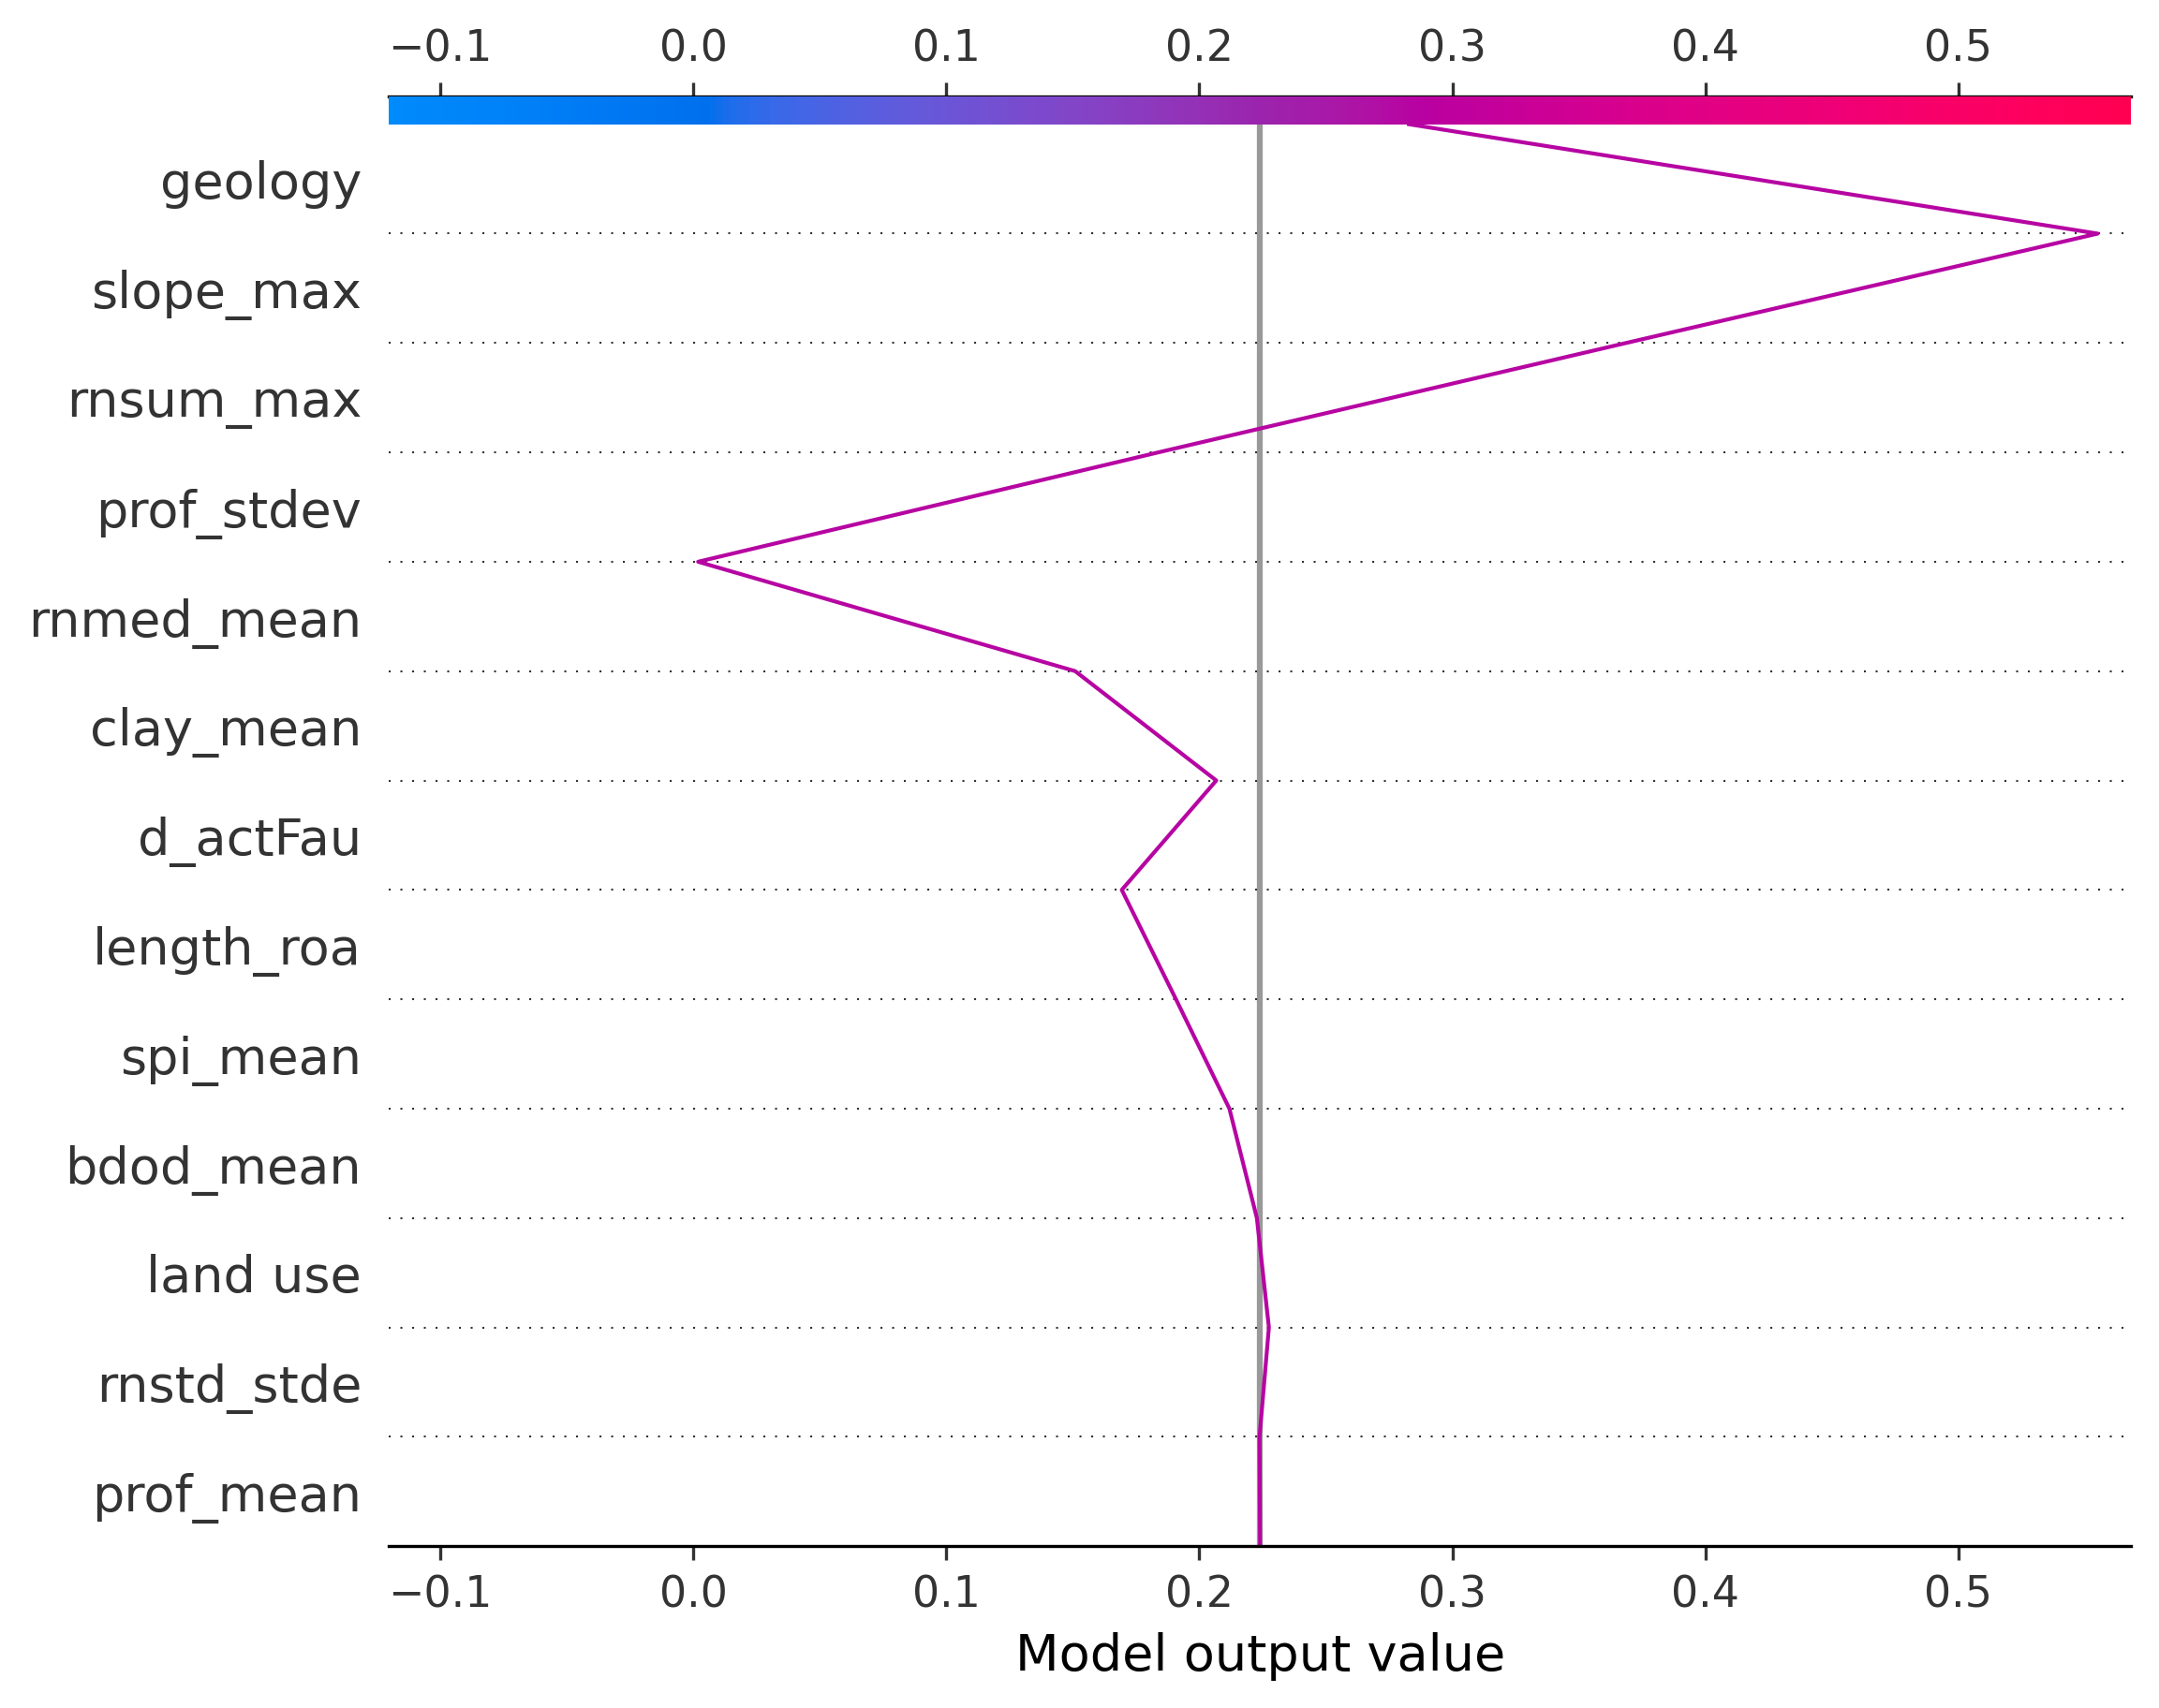 −0.1 0.0 0.1 0.2 0.3 0.4 0.5
geology
slope_max
rnsum_max
prof_stdev
rnmed_mean
clay_mean
d_actFau
length_roa
spi_mean
bdod_mean
land use
rnstd_stde
prof_mean
−0.1 0.0 0.1 0.2 0.3 0.4 0.5
Model output value